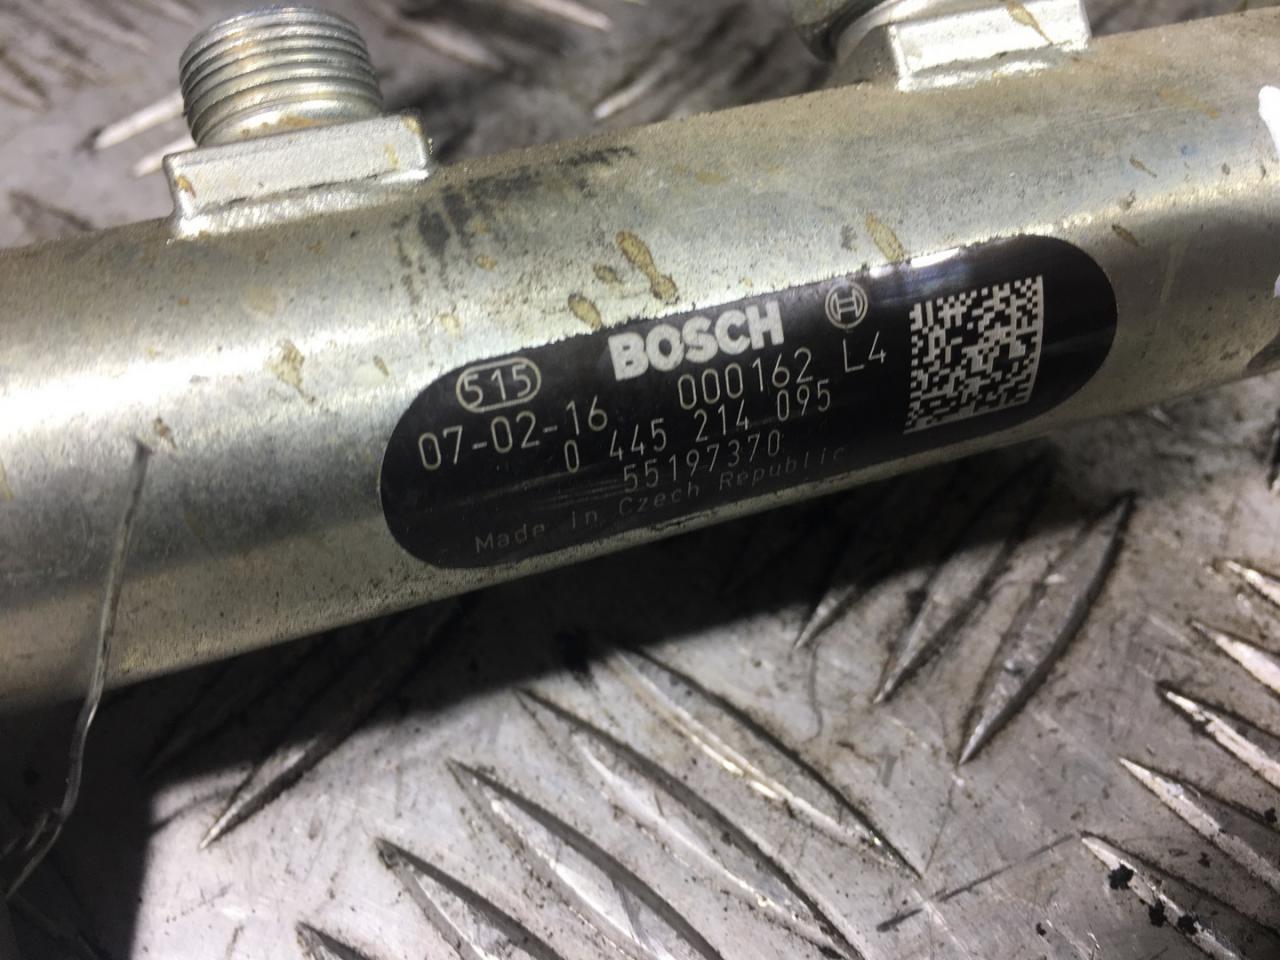 BOSCH
515
000162 L4
07-02-16
0 445 214 095
55197370
Made in Czech Republic